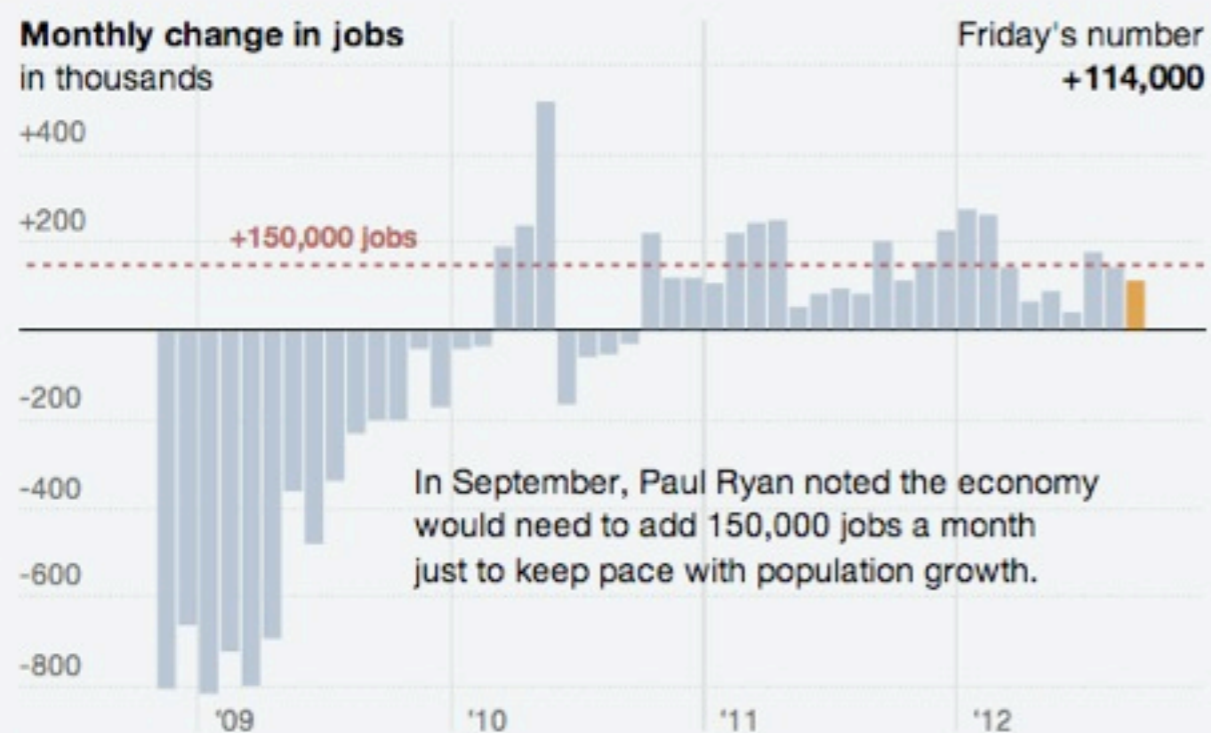 Monthly change in jobs
in thousands
Friday's number
+114,000
+400
+200
+150,000 jobs
-200
-400
-600
-800
In September, Paul Ryan noted the economy
would need to add 150,000 jobs a month
just to keep pace with population growth.
'09
'10
'11
'12